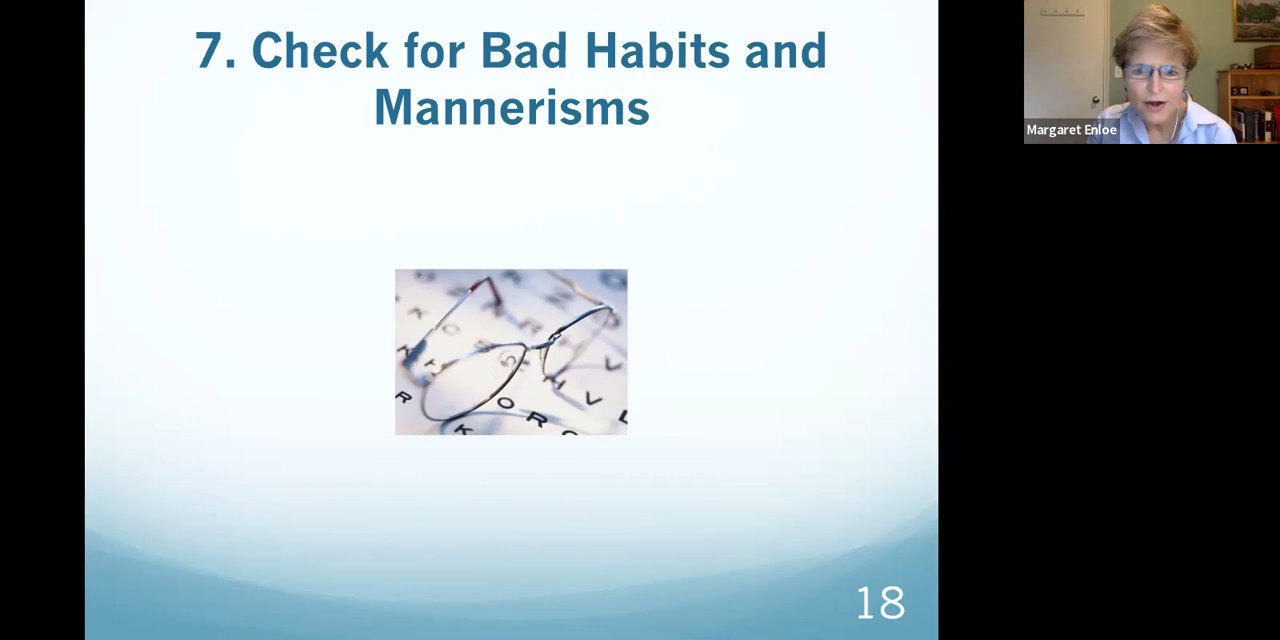 7. Check for Bad Habits and
Mannerisms
Margaret Enloe
R
K
O R
H V
18